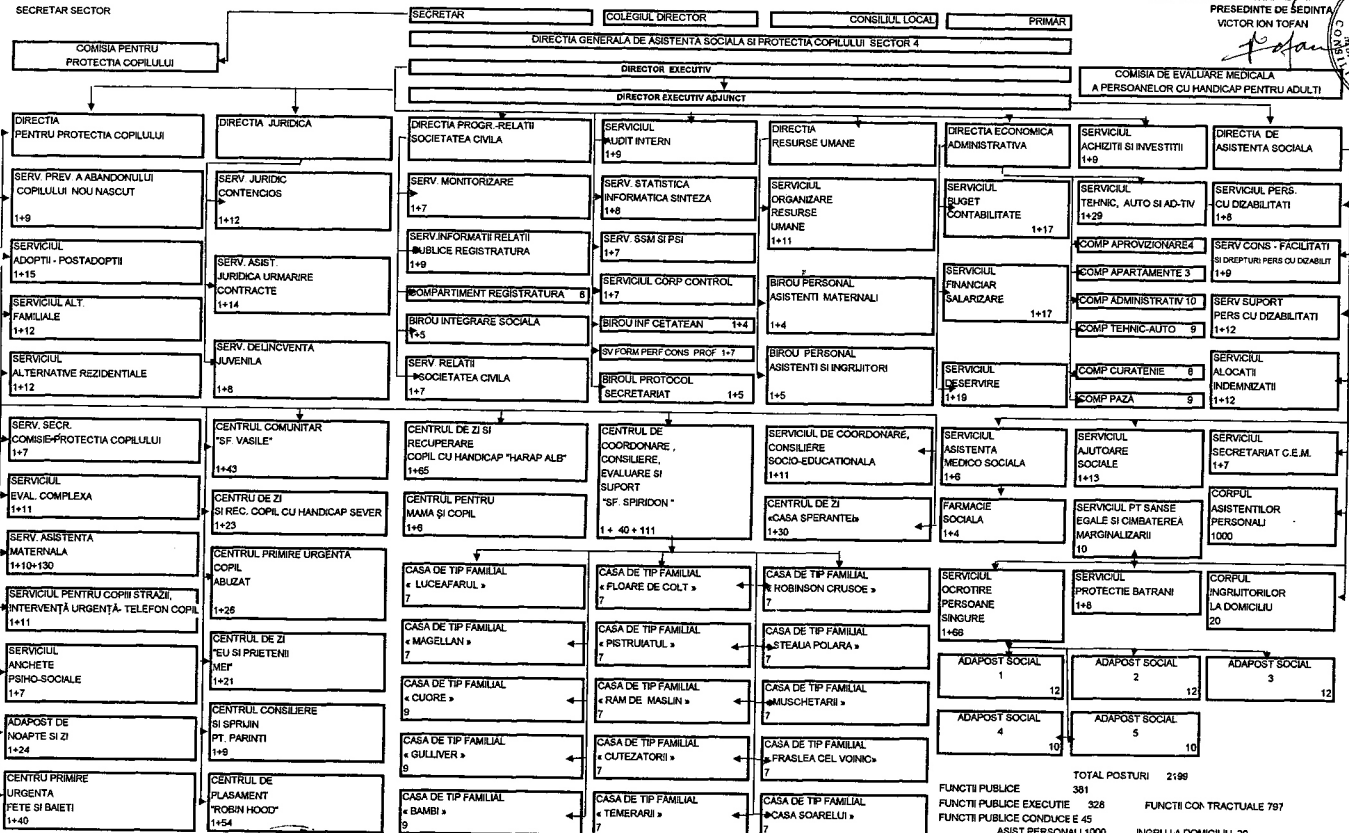 SECRETAR SECTOR
SECRETAR
COLEGIUL DIRECTOR
CONSILIUL LOCAL
PRIMAR
PRESEDINTE DE SEDINTA
VICTOR ION TOFAN
COMISIA PENTRU
PROTECTIA COPILULUI
DIRECTIA GENERALA DE ASISTENTA SOCIALA SI PROTECTIA COPILULUI SECTOR 4
DIRECTOR EXECUTIV
DIRECTOR EXECUTIV ADJUNCT
COMISIA DE EVALUARE MEDICALA
A PERSOANELOR CU HANDICAP PENTRU ADULTI
DIRECTIA
PENTRU PROTECTIA COPILULUI
SERV. PREV. A ABANDONULUI
COPILULUI NOU NASCUT
1+9
SERVICIUL
ADOPTII - POSTADOPTII
1+15
SERVICIUL ALT.
FAMILIALE
1+12
SERVICIUL
ALTERNATIVE REZIDENTIALE
1+12
SERV. SECR.
COMISIE PROTECTIA COPILULUI
1+7
SERVICIUL
EVAL. COMPLEXA
1+11
SERV. ASISTENTA
MATERNALA
1+10+130
SERVICIUL PENTRU COPIII STRAZII,
INTERVENŢĂ URGENŢĂ- TELEFON COPIL
1+11
SERVICIUL
ANCHETE
PSIHO-SOCIALE
1+7
ADAPOST DE
NOAPTE SI ZI
1+24
CENTRU PRIMIRE
URGENTA
FETE SI BAIETI
1+40
DIRECTIA JURIDICA
SERV. JURIDIC
CONTENCIOS
1+12
SERV. ASIST.
JURIDICA URMARIRE
CONTRACTE
1+14
SERV. DELINCVENTA
JUVENILA
1+8
CENTRUL COMUNITAR
"SF. VASILE"
1+43
CENTRU DE ZI
SI REC. COPIL CU HANDICAP SEVER
1+23
CENTRUL PRIMIRE URGENTA
COPIL
ABUZAT
1+26
CENTRUL DE ZI
"EU SI PRIETENII
MEI"
1+21
CENTRUL CONSILIERE
SI SPRIJIN
PT. PARINTI
1+9
CENTRUL DE
PLASAMENT
"ROBIN HOOD"
1+54
DIRECTIA PROGR.-RELATII
SOCIETATEA CIVILA
SERV. MONITORIZARE
1+7
SERV.INFORMATII RELATII
PUBLICE REGISTRATURA
1+9
COMPARTIMENT REGISTRATURA 6
BIROU INTEGRARE SOCIALA
1+5
SERV. RELATII
SOCIETATEA CIVILA
1+7
SERVICIUL
AUDIT INTERN
1+9
SERV. STATISTICA
INFORMATICA SINTEZA
1+8
SERV. SSM SI PSI
1+7
SERVICIUL CORP CONTROL
1+7
BIROU INF CETATEAN 1+4
SV FORM PERF CONS PROF 1+7
BIROUL PROTOCOL
SECRETARIAT 1+5
DIRECTIA
RESURSE UMANE
SERVICIUL
ORGANIZARE
RESURSE
UMANE
1+11
BIROU PERSONAL
ASISTENTI MATERNALI
1+4
BIROU PERSONAL
ASISTENTI SI INGRIJITORI
1+5
DIRECTIA ECONOMICA
ADMINISTRATIVA
SERVICIUL
BUGET
CONTABILITATE
1+17
SERVICIUL
FINANCIAR
SALARIZARE
1+17
SERVICIUL
DESERVIRE
1+19
SERVICIUL
ACHIZITII SI INVESTITII
1+9
SERVICIUL
TEHNIC, AUTO SI AD-TIV
1+29
COMP APROVIZIONARE4
COMP APARTAMENTE 3
COMP ADMINISTRATIV 10
COMP TEHNIC-AUTO 9
COMP CURATENIE 6
COMP PAZA 9
DIRECTIA DE
ASISTENTA SOCIALA
SERVICIUL PERS.
CU DIZABILITATI
1+8
SERV CONS - FACILITATI
SI DREPTURI PERS CU DIZABILIT
1+9
SERV SUPORT
PERS CU DIZABILITATI
1+12
SERVICIUL
ALOCATII
INDEMNIZATII
1+12
CENTRUL DE ZI SI
RECUPERARE
COPIL CU HANDICAP "HARAP ALB"
1+65
CENTRUL PENTRU
MAMA ŞI COPIL
1+6
CENTRUL DE
COORDONARE,
CONSILIERE,
EVALUARE SI
SUPORT
"SF. SPIRIDON "
1 + 40+111
SERVICIUL DE COORDONARE,
CONSILIERE
SOCIO-EDUCATIONALA
1+11
CENTRUL DE ZI
«CASA SPERANTEI»
1+30
SERVICIUL
ASISTENTA
MEDICO SOCIALA
1+6
FARMACIE
SOCIALA
1+4
SERVICIUL
AJUTOARE
SOCIALE
1+13
SERVICIUL PT SANSE
EGALE SI CIMBATEREA
MARGINALIZARII
10
SERVICIUL
SECRETARIAT C.E.M.
1+7
CORPUL
ASISTENTILOR
PERSONALI
1000
SERVICIUL
OCROTIRE
PERSOANE
SINGURE
1+66
SERVICIUL
PROTECTIE BATRANI
1+8
CORPUL
INGRIJITORILOR
LA DOMICILIU
20
CASA DE TIP FAMILIAL
« LUCEAFARUL »
7
CASA DE TIP FAMILIAL
« FLOARE DE COLT »
7
CASA DE TIP FAMILIAL
« ROBINSON CRUSOE »
7
CASA DE TIP FAMILIAL
« MAGELLAN »
7
CASA DE TIP FAMILIAL
« PISTRUIATUL »
7
CASA DE TIP FAMILIAL
«STEAUA POLARA »
7
CASA DE TIP FAMILIAL
« CUORE »
9
CASA DE TIP FAMILIAL
« RAM DE MASLIN »
7
CASA DE TIP FAMILIAL
«MUSCHETARII »
7
CASA DE TIP FAMILIAL
« GULLIVER »
9
CASA DE TIP FAMILIAL
« CUTEZATORII »
7
CASA DE TIP FAMILIAL
«FRASLEA CEL VOINIC»
7
CASA DE TIP FAMILIAL
« BAMBI »
9
CASA DE TIP FAMILIAL
« TEMERARII »
7
CASA DE TIP FAMILIAL
«CASA SOARELUI »
7
ADAPOST SOCIAL
1
12
ADAPOST SOCIAL
2
12
ADAPOST SOCIAL
3
12
ADAPOST SOCIAL
4
10
ADAPOST SOCIAL
5
10
TOTAL POSTURI 2199
FUNCTII PUBLICE 381
FUNCTII PUBLICE EXECUTIE 328 FUNCTII CON TRACTUALE 797
FUNCTII PUBLICE CONDUCE E 45
ASIST PERSONALI 1000